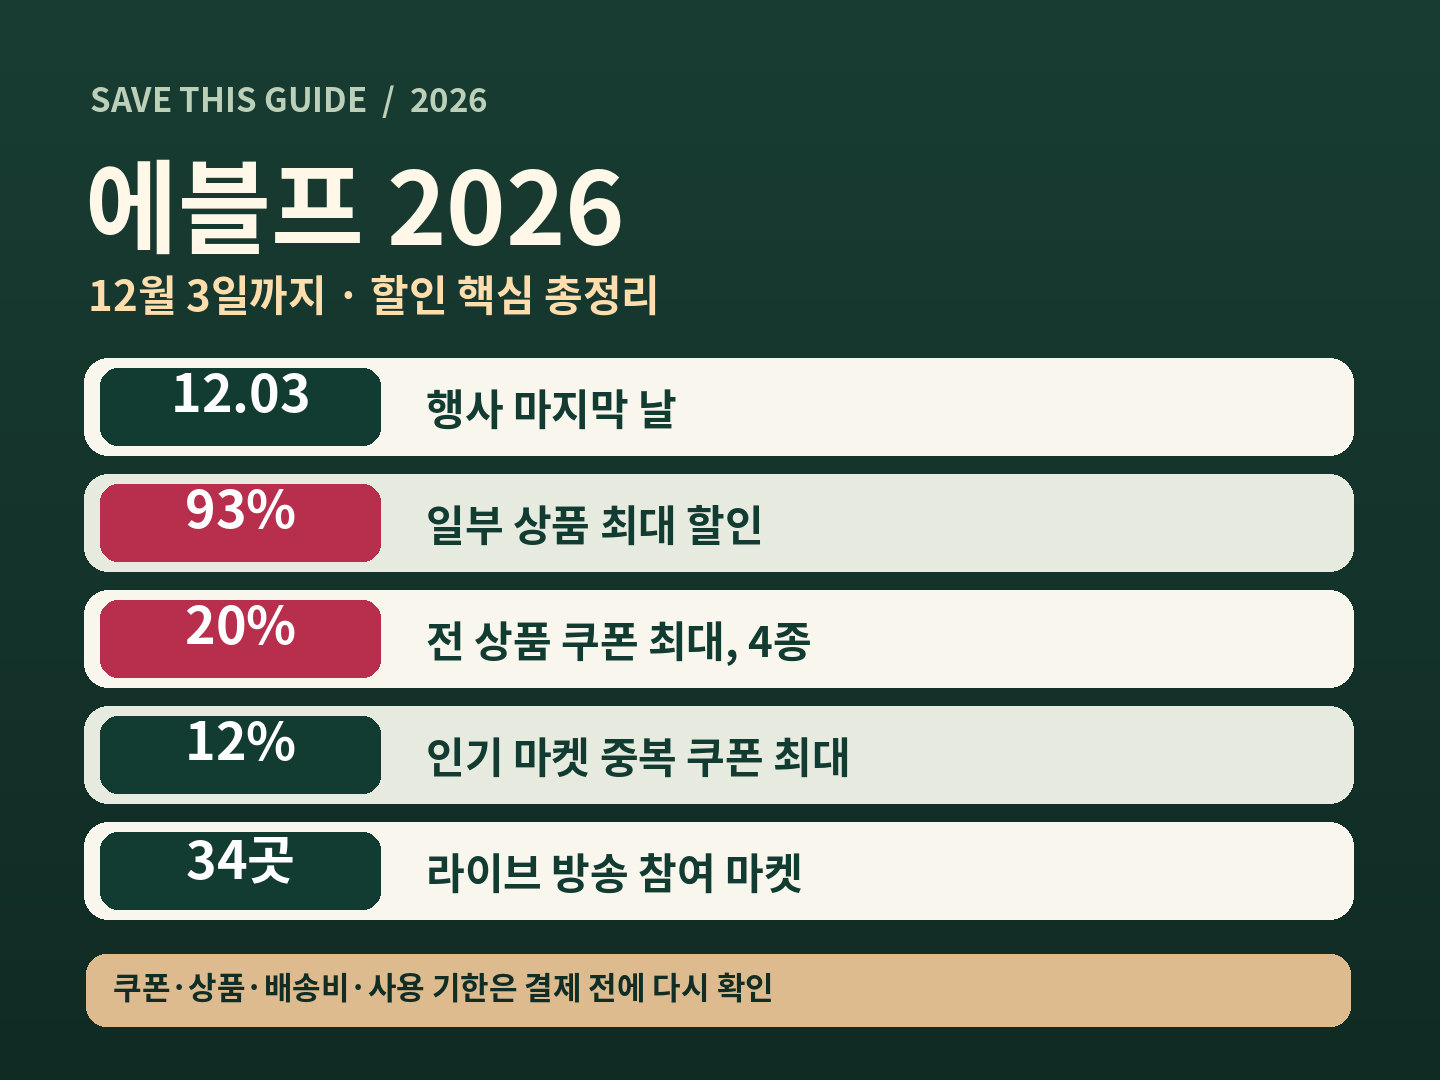 SAVE THIS GUIDE / 2026
에블프 2026
12월 3일까지 · 할인 핵심 총정리
12.03 행사 마지막 날
93% 일부 상품 최대 할인
20% 전 상품 쿠폰 최대, 4종
12% 인기 마켓 중복 쿠폰 최대
34곳 라이브 방송 참여 마켓
쿠폰·상품·배송비·사용 기한은 결제 전에 다시 확인